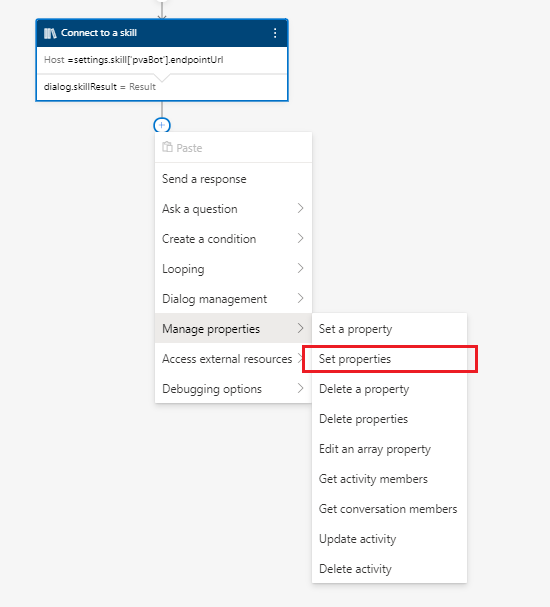 Connect to a skill
Host =settings.skill['pvaBot'].endpointUrl
dialog.skillResult = Result
Paste
Send a response
Ask a question
Create a condition
Looping
Dialog management
Manage properties
Access external resources
Debugging options
Set a property
Set properties
Delete a property
Delete properties
Edit an array property
Get activity members
Get conversation members
Update activity
Delete activity